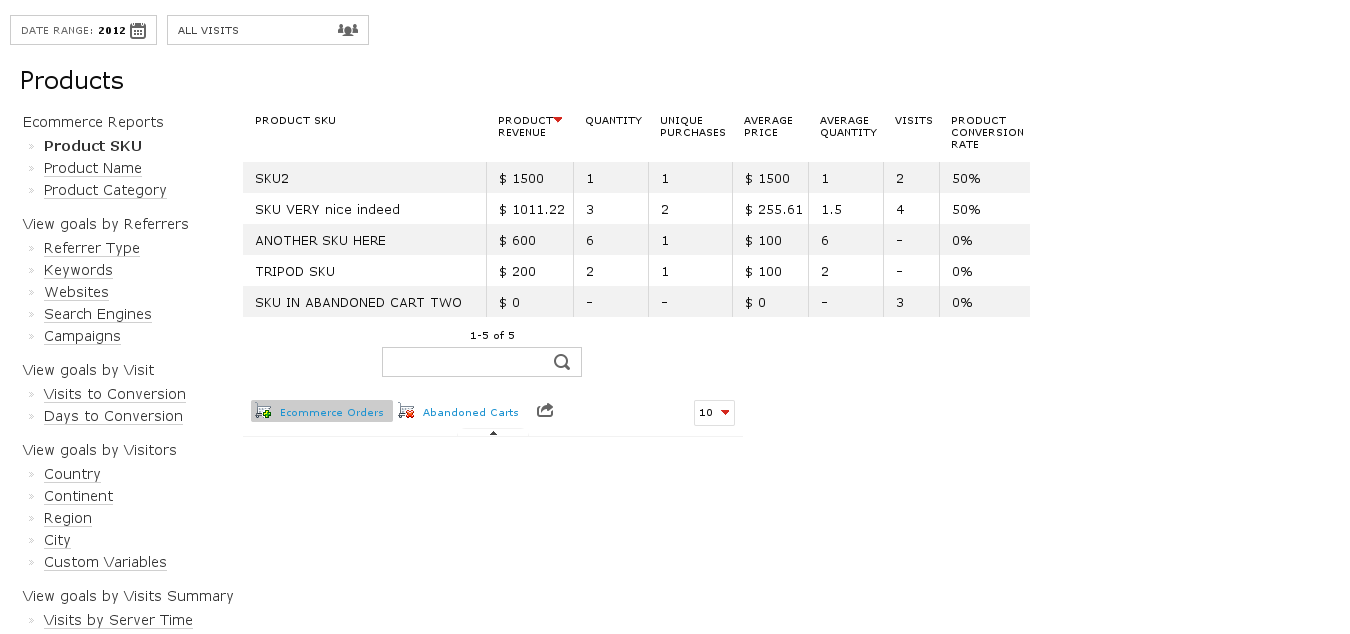 DATE RANGE: 2012
ALL VISITS
Products
Ecommerce Reports
» Product SKU
» Product Name
» Product Category
View goals by Referrers
» Referrer Type
» Keywords
» Websites
» Search Engines
» Campaigns
View goals by Visit
» Visits to Conversion
» Days to Conversion
View goals by Visitors
» Country
» Continent
» Region
» City
» Custom Variables
View goals by Visits Summary
» Visits by Server Time
PRODUCT SKU PRODUCT REVENUE QUANTITY UNIQUE PURCHASES AVERAGE PRICE AVERAGE QUANTITY VISITS PRODUCT CONVERSION RATE
SKU2 $ 1500 1 1 $ 1500 1 2 50%
SKU VERY nice indeed $ 1011.22 3 2 $ 255.61 1.5 4 50%
ANOTHER SKU HERE $ 600 6 1 $ 100 6 - 0%
TRIPOD SKU $ 200 2 1 $ 100 2 - 0%
SKU IN ABANDONED CART TWO $ 0 - - $ 0 - 3 0%
1-5 of 5
Ecommerce Orders Abandoned Carts 10